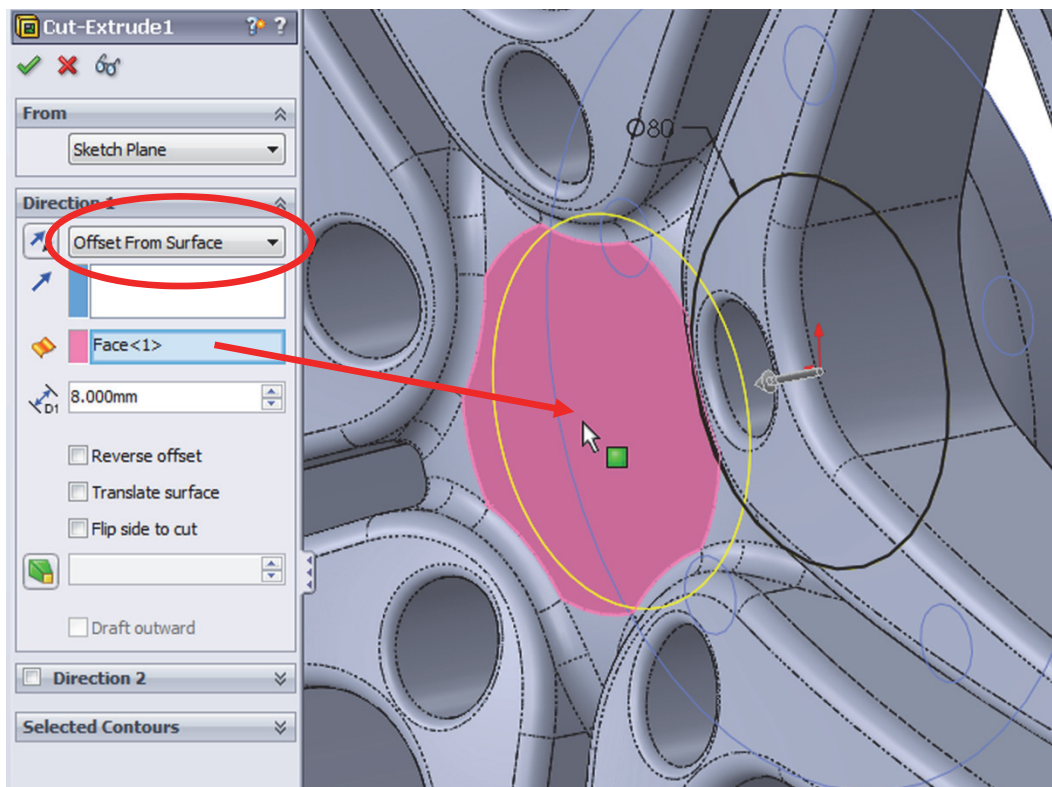 Cut-Extrude1 ? ?
From
Sketch Plane
Direction 1
Offset From Surface
Face<1>
D1 8.000mm
Reverse offset
Translate surface
Flip side to cut
Draft outward
Direction 2
Selected Contours
Ø80